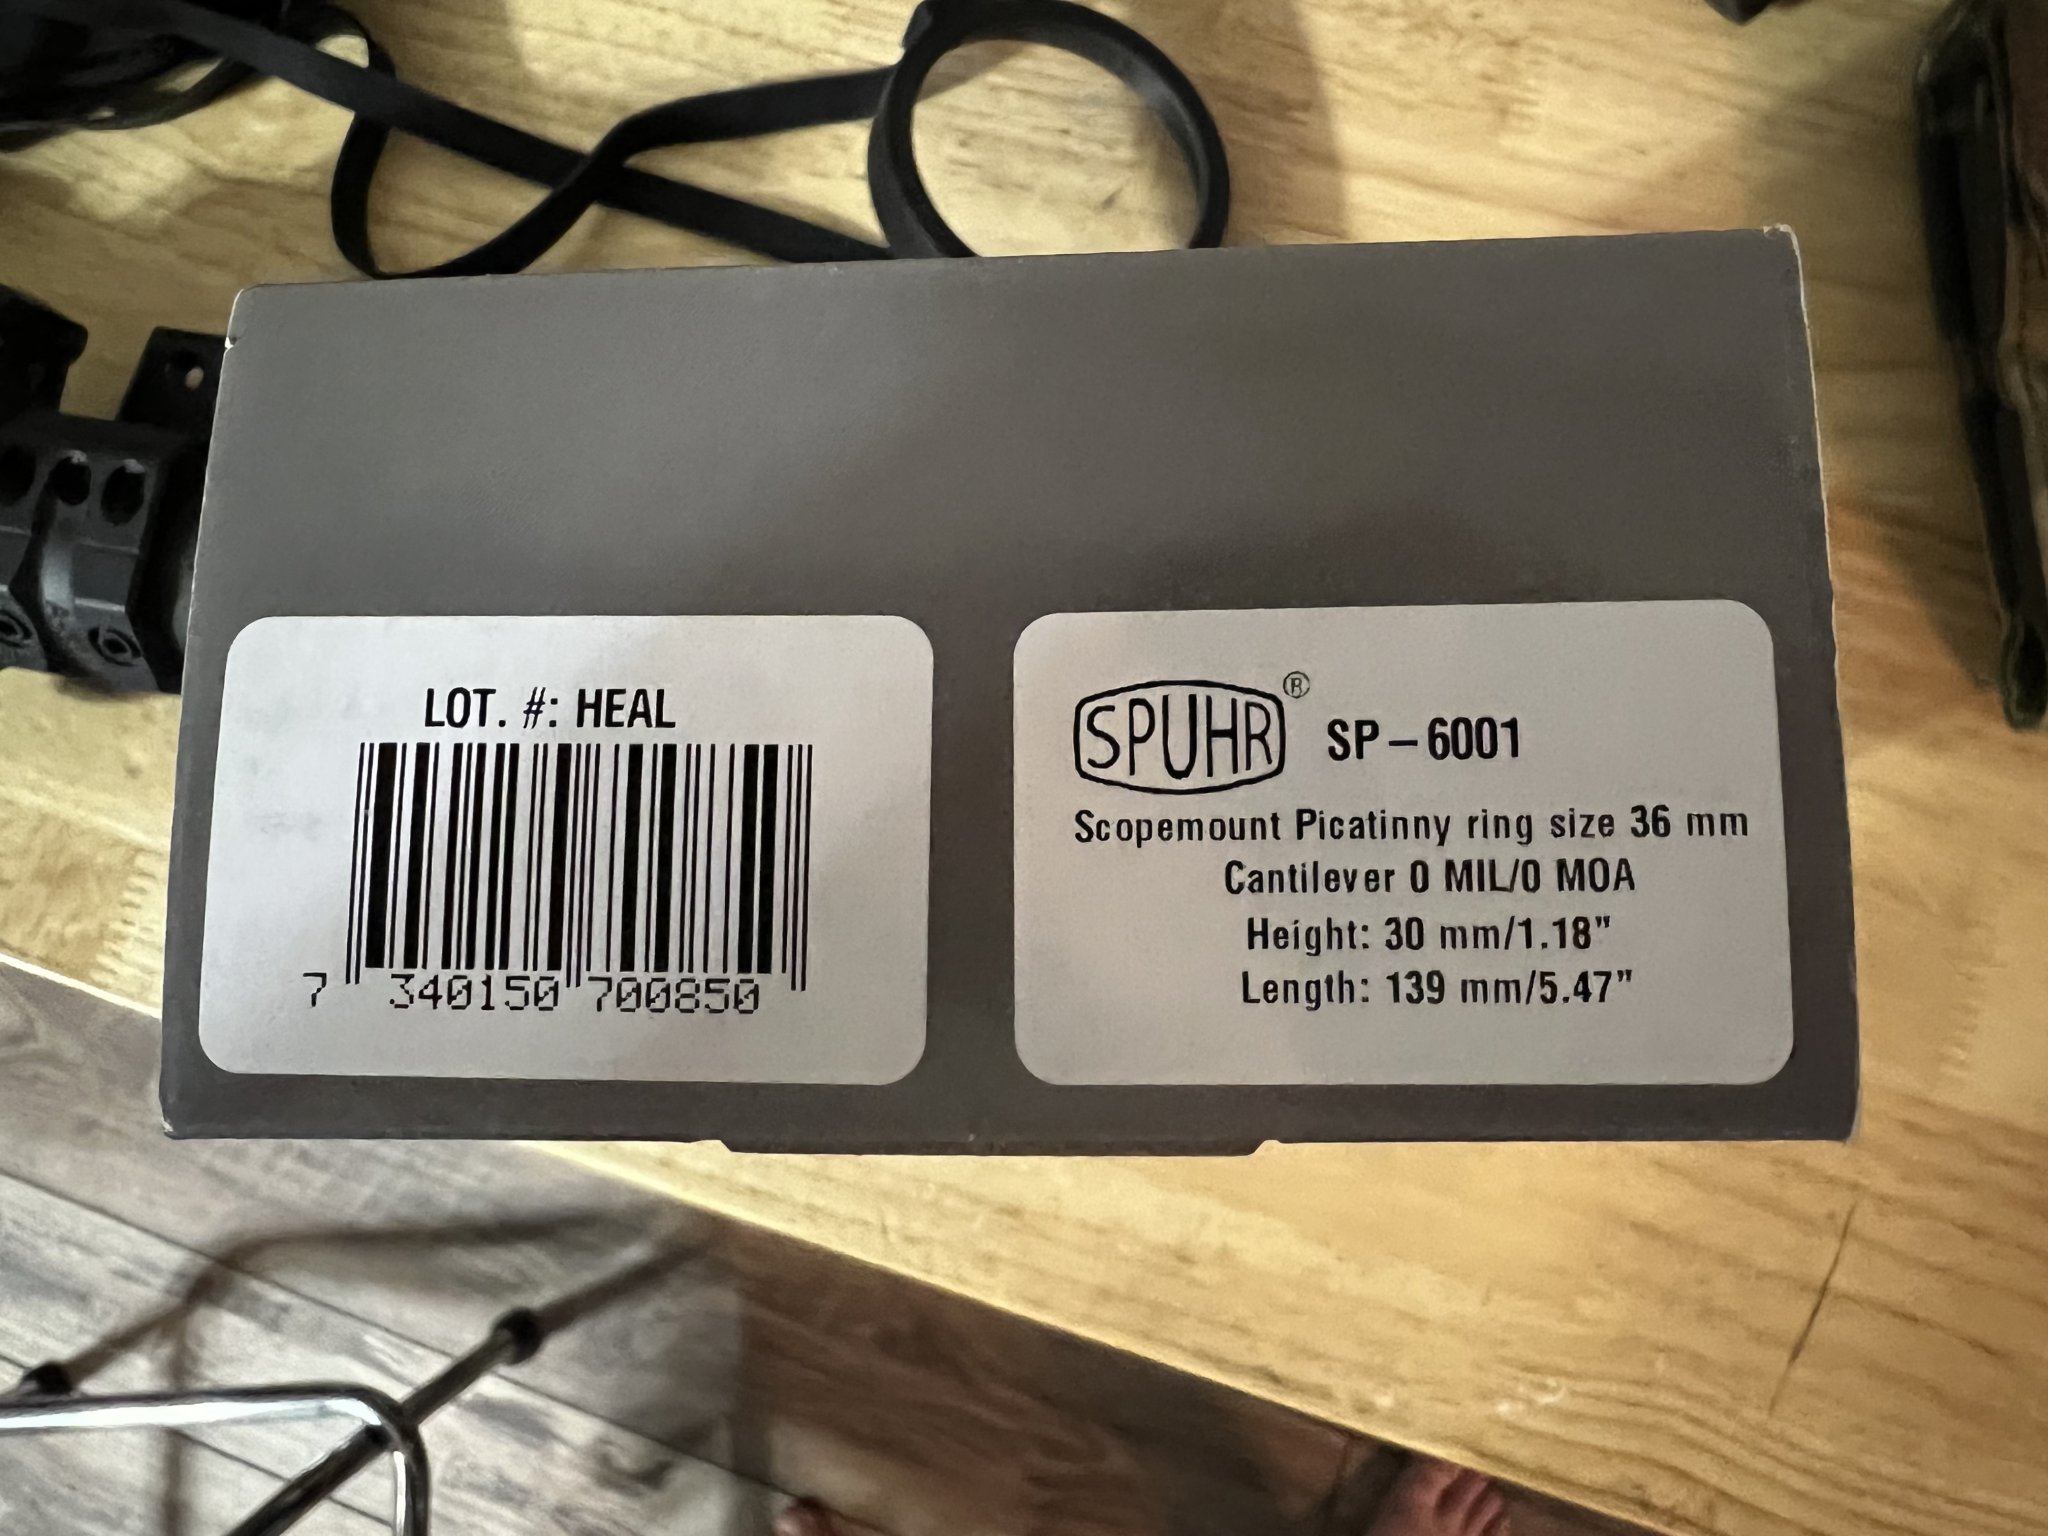 LOT. #: HEAL
7 340150 700850
SPUHR® SP-6001
Scopemount Picatinny ring size 36 mm
Cantilever 0 MIL/0 MOA
Height: 30 mm/1.18"
Length: 139 mm/5.47"